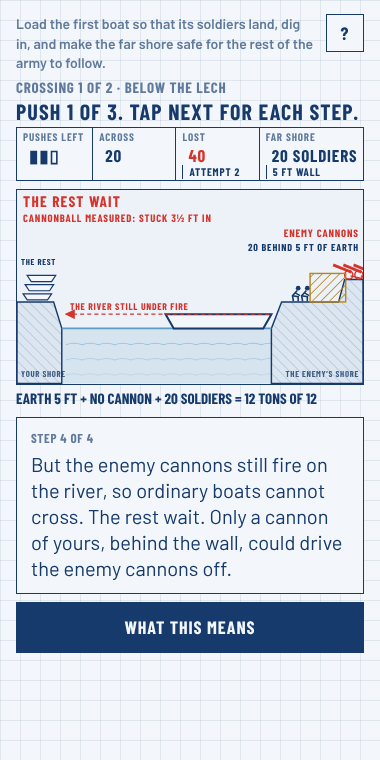 Load the first boat so that its soldiers land, dig
in, and make the far shore safe for the rest of the
army to follow.
?
CROSSING 1 OF 2 · BELOW THE LECH
PUSH 1 OF 3. TAP NEXT FOR EACH STEP.
PUSHES LEFT
ACROSS
20
LOST
40
ATTEMPT 2
FAR SHORE
20 SOLDIERS
5 FT WALL
THE REST WAIT
CANNONBALL MEASURED: STUCK 3½ FT IN
ENEMY CANNONS
20 BEHIND 5 FT OF EARTH
THE REST
THE RIVER STILL UNDER FIRE
YOUR SHORE
THE ENEMY'S SHORE
EARTH 5 FT + NO CANNON + 20 SOLDIERS = 12 TONS OF 12
STEP 4 OF 4
But the enemy cannons still fire on
the river, so ordinary boats cannot
cross. The rest wait. Only a cannon
of yours, behind the wall, could drive
the enemy cannons off.
WHAT THIS MEANS